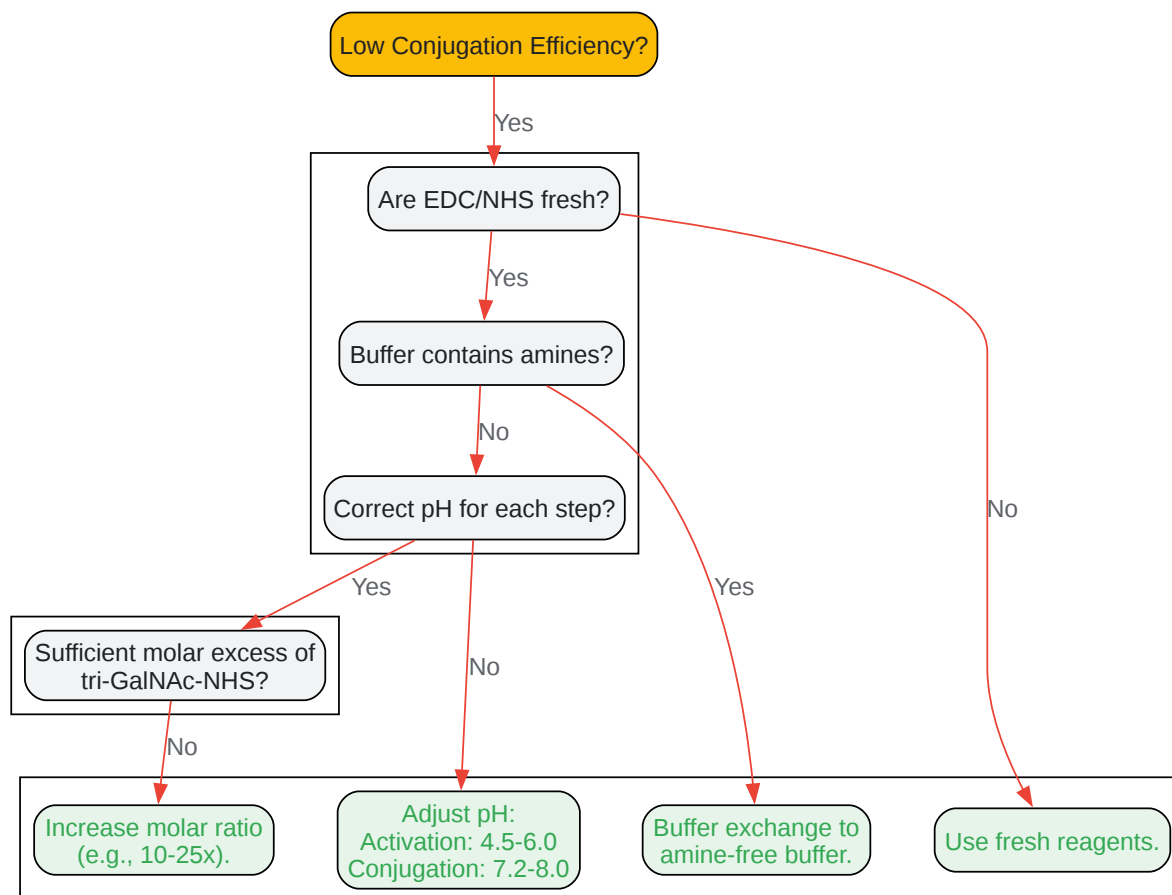 Low Conjugation Efficiency?
Yes
Are EDC/NHS fresh?
Yes
Buffer contains amines?
No
Correct pH for each step?
No
Yes
Yes
Sufficient molar excess of
tri-GalNAc-NHS?
No
No
Increase molar ratio
(e.g., 10-25x).
Adjust pH:
Activation: 4.5-6.0
Conjugation: 7.2-8.0
Buffer exchange to
amine-free buffer.
Use fresh reagents.